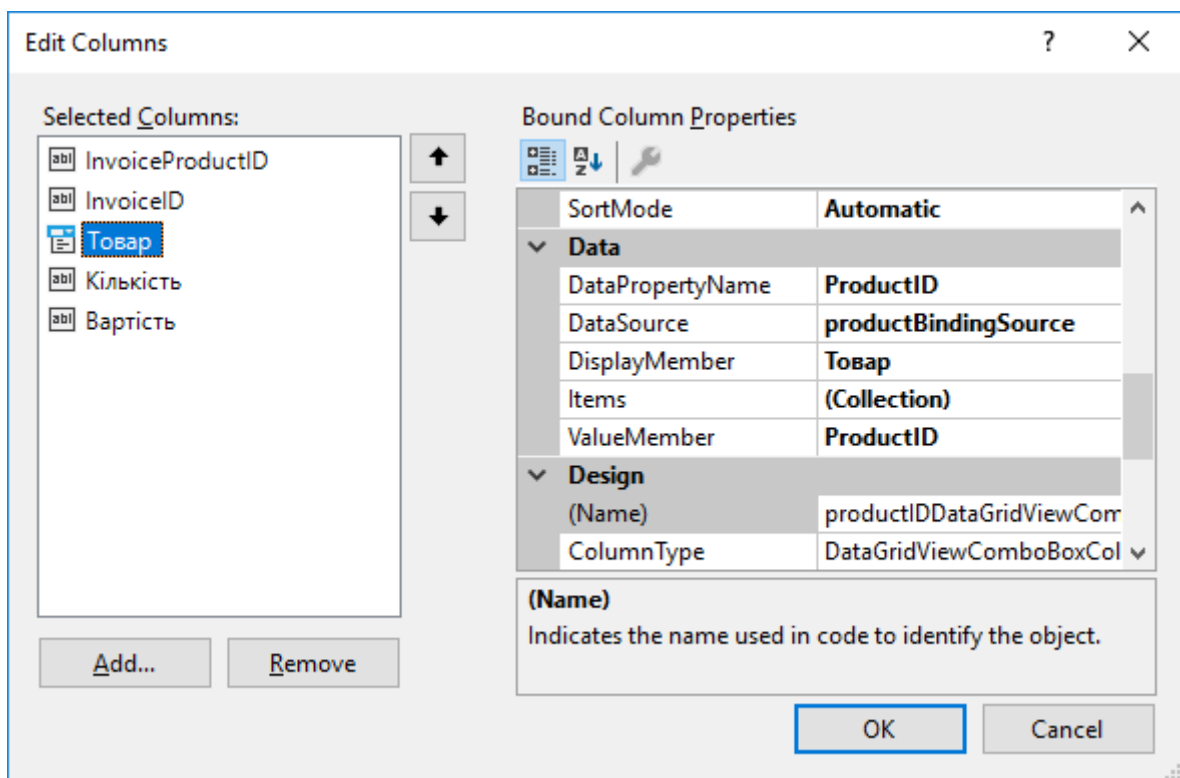 Edit Columns
?
Selected Columns:
InvoiceProductID
InvoiceID
Товар
Кількість
Вартість
Add...
Remove
Bound Column Properties
SortMode Automatic
Data
DataPropertyName ProductID
DataSource productBindingSource
DisplayMember Товар
Items (Collection)
ValueMember ProductID
Design
(Name) productIDDataGridViewCom
ColumnType DataGridViewComboBoxCol
(Name)
Indicates the name used in code to identify the object.
OK
Cancel